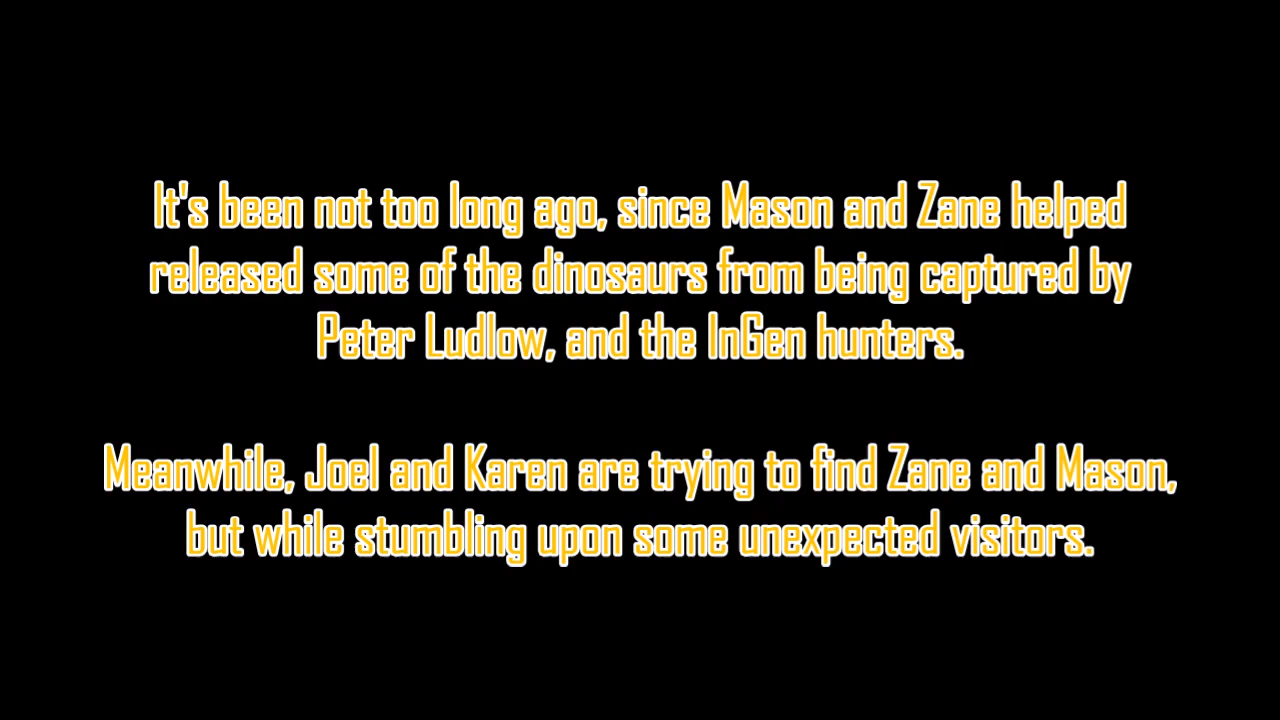 It's been not too long ago, since Mason and Zane helped
released some of the dinosaurs from being captured by
Peter Ludlow, and the InGen hunters.
Meanwhile, Joel and Karen are trying to find Zane and Mason,
but while stumbling upon some unexpected visitors.